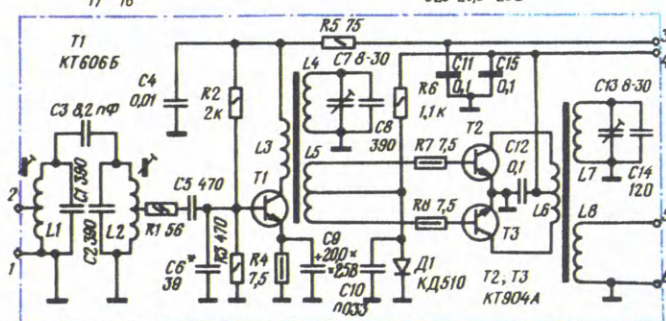 T1
КТ606Б
C3 8,2 пФ
C4
0,01
R2
2к
R5 75
L4
C7 8-30
C8
390
R6
1,1к
C11
0,1
C15
0,1
3
4
L3
L5
T1
R7 7,5
R8 7,5
T2
T3
C12
0,1
L6
C13 8-30
C14
120
L7
L8
2
1
L1
C1 390
C2 390
L2
R1 56
C5 470
C6*
39
R3 470
R4
7,5
C9
C10
0,033
Д1
КД510
T2, T3
КТ904А